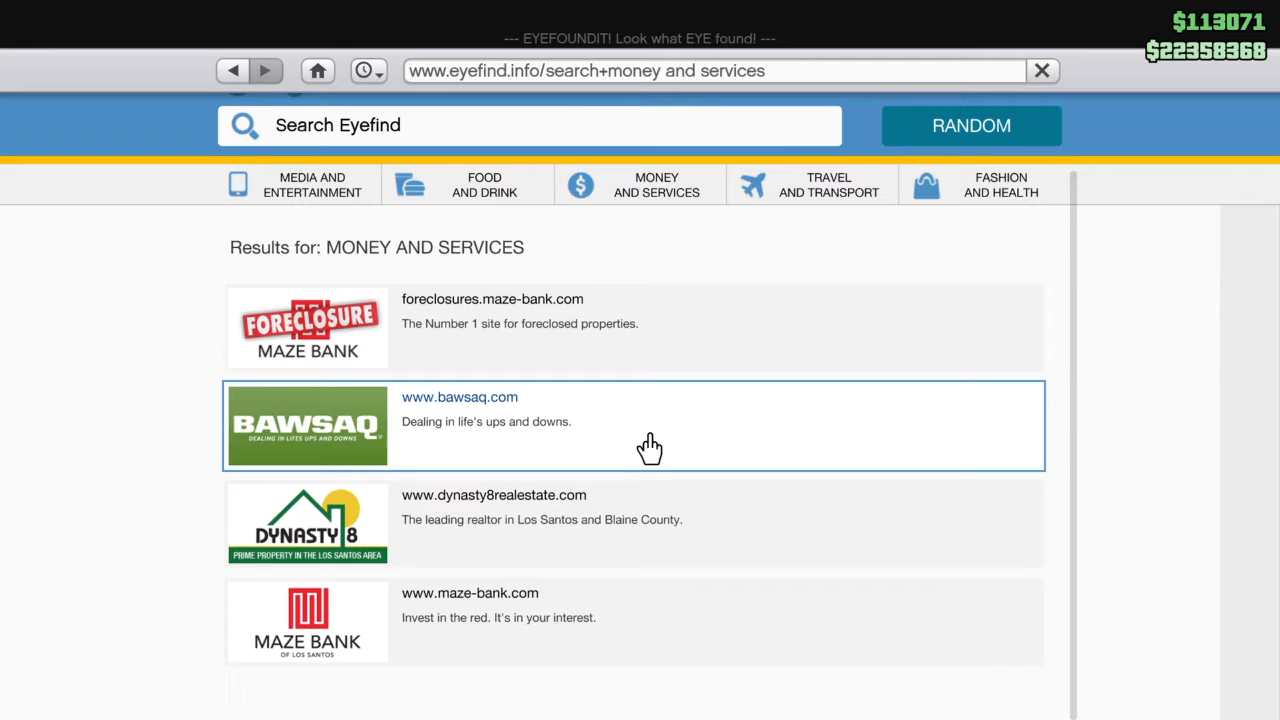 $113071
--- EYEFOUNDIT! Look what EYE found! ---
$22358368
www.eyefind.info/search+money and services
Search Eyefind
RANDOM
MEDIA AND
ENTERTAINMENT
FOOD
AND DRINK
MONEY
AND SERVICES
TRAVEL
AND TRANSPORT
FASHION
AND HEALTH
Results for: MONEY AND SERVICES
FORECLOSURE
MAZE BANK
foreclosures.maze-bank.com
The Number 1 site for foreclosed properties.
BAWSAQ
DEALING IN LIFES UPS AND DOWNS
www.bawsaq.com
Dealing in life's ups and downs.
DYNASTY 8
PRIME PROPERTY IN THE LOS SANTOS AREA
www.dynasty8realestate.com
The leading realtor in Los Santos and Blaine County.
MAZE BANK
OF LOS SANTOS
www.maze-bank.com
Invest in the red. It's in your interest.